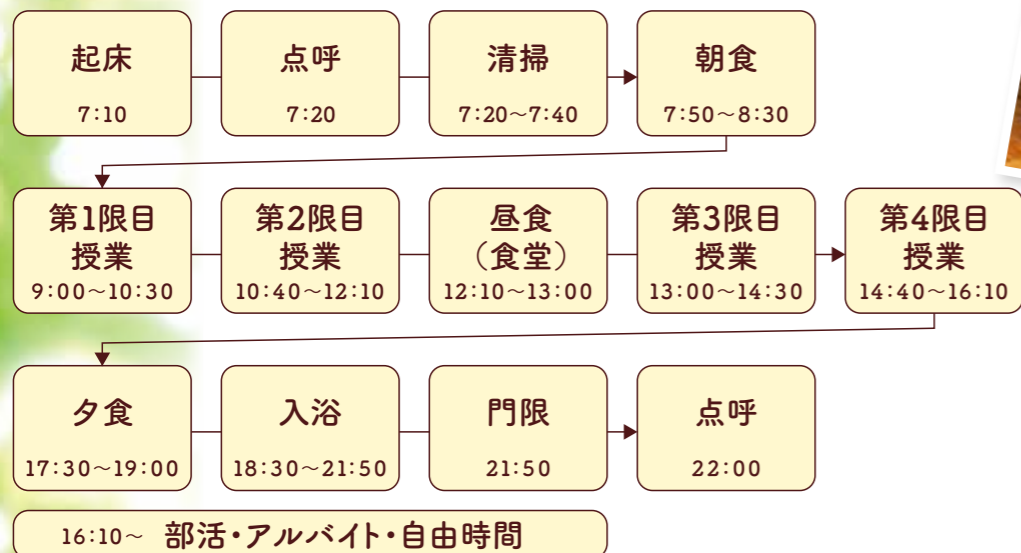 起床
7:10
点呼
7:20
清掃
7:20～7:40
朝食
7:50～8:30
第1限目
授業
9:00～10:30
第2限目
授業
10:40～12:10
昼食
（食堂）
12:10～13:00
第3限目
授業
13:00～14:30
第4限目
授業
14:40～16:10
夕食
17:30～19:00
入浴
18:30～21:50
門限
21:50
点呼
22:00
16:10～ 部活・アルバイト・自由時間